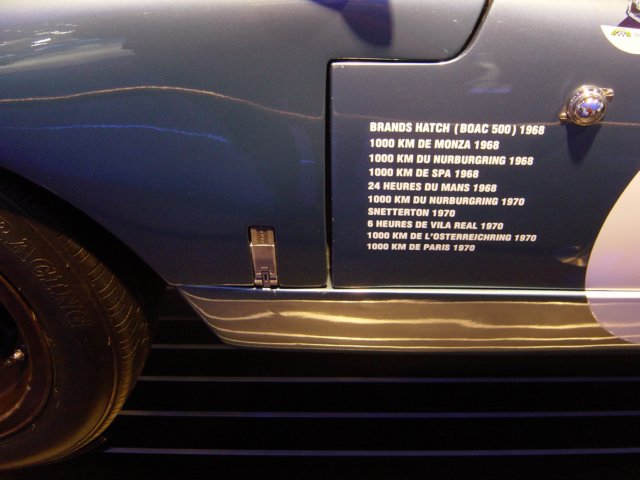 BRANDS HATCH (BOAC 500) 1968
1000 KM DE MONZA 1968
1000 KM DU NURBURGRING 1968
1000 KM DE SPA 1968
24 HEURES DU MANS 1968
1000 KM DU NURBURGRING 1970
SNETTERTON 1970
6 HEURES DE VILA REAL 1970
1000 KM DE L'OSTERREICHRING 1970
1000 KM DE PARIS 1970
RACING